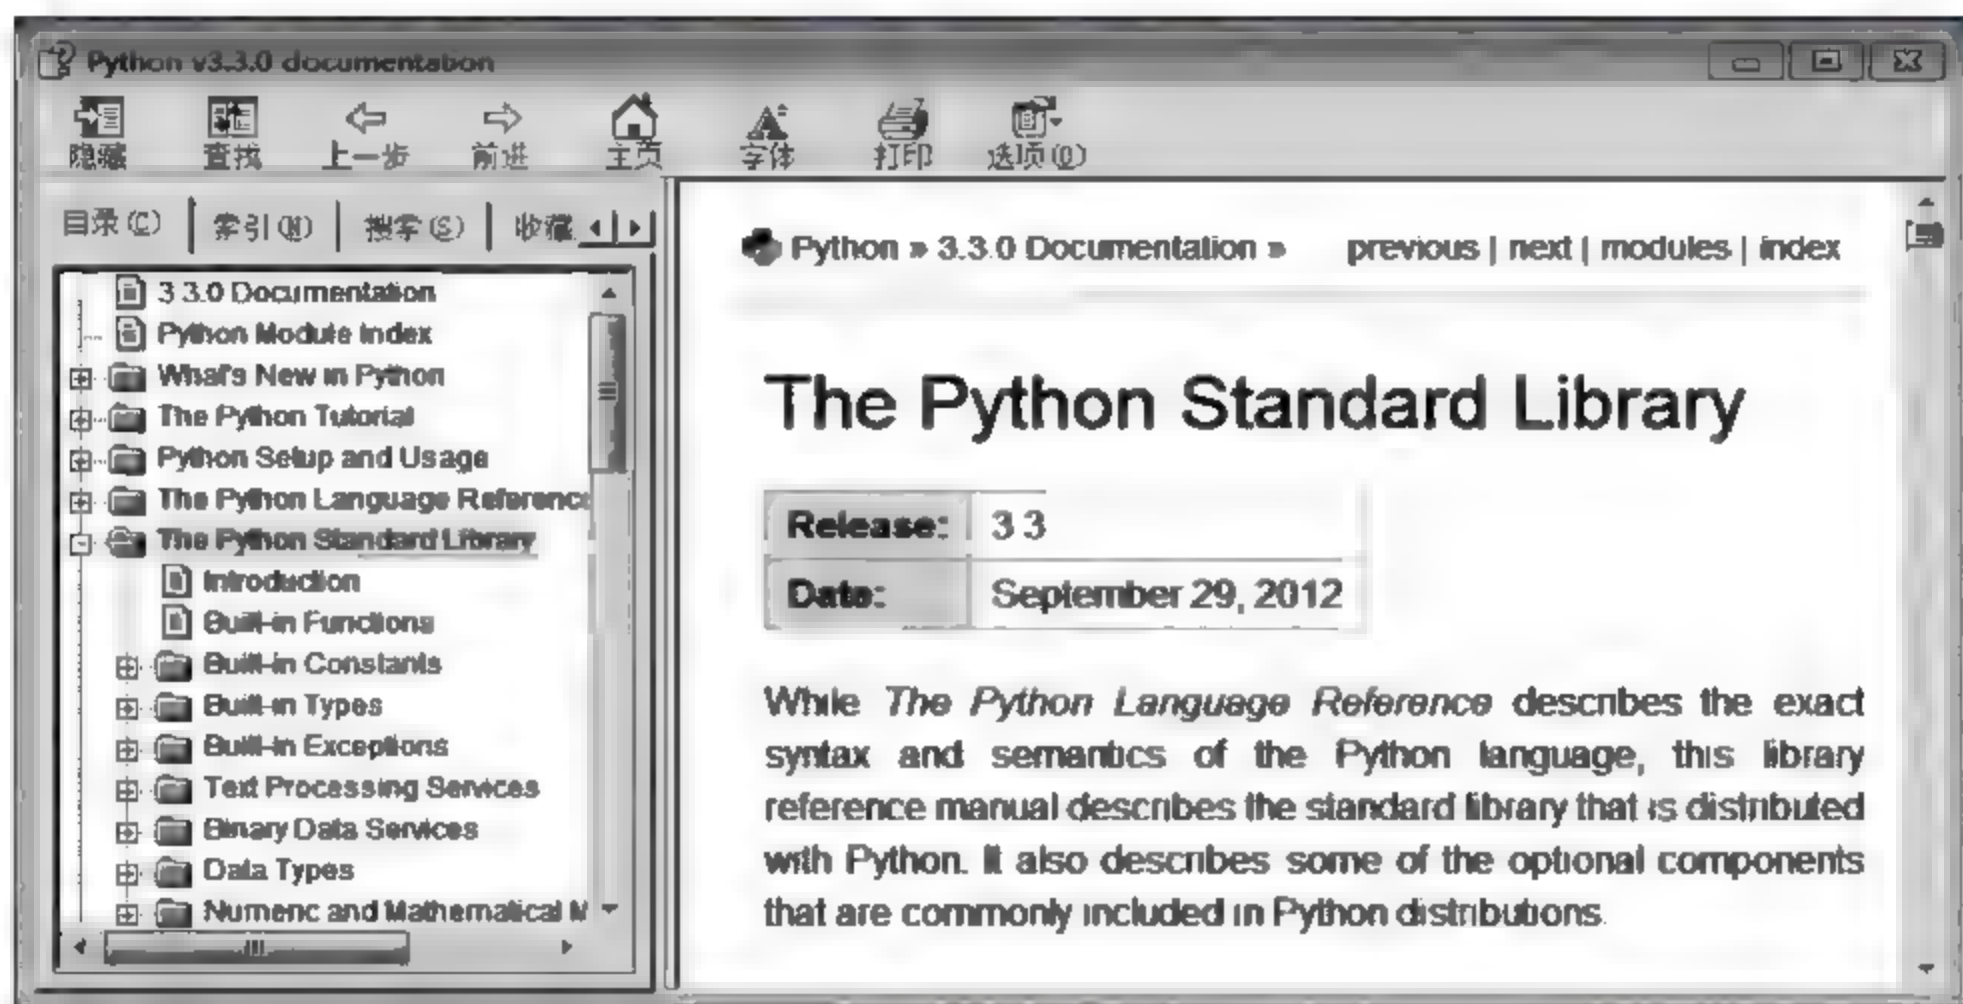 Python v3.3.0 documentation
隐藏 查找 上一步 前进 主页 字体 打印 选项(O)
目录(C) 索引(N) 搜索(S) 收藏
3.3.0 Documentation
Python Module Index
What's New in Python
The Python Tutorial
Python Setup and Usage
The Python Language Reference
The Python Standard Library
Introduction
Built-in Functions
Built-in Constants
Built-in Types
Built-in Exceptions
Text Processing Services
Binary Data Services
Data Types
Numeric and Mathematical M
Python » 3.3.0 Documentation » previous | next | modules | index
The Python Standard Library
Release: 3.3
Date: September 29, 2012
While The Python Language Reference describes the exact
syntax and semantics of the Python language, this library
reference manual describes the standard library that is distributed
with Python. It also describes some of the optional components
that are commonly included in Python distributions.